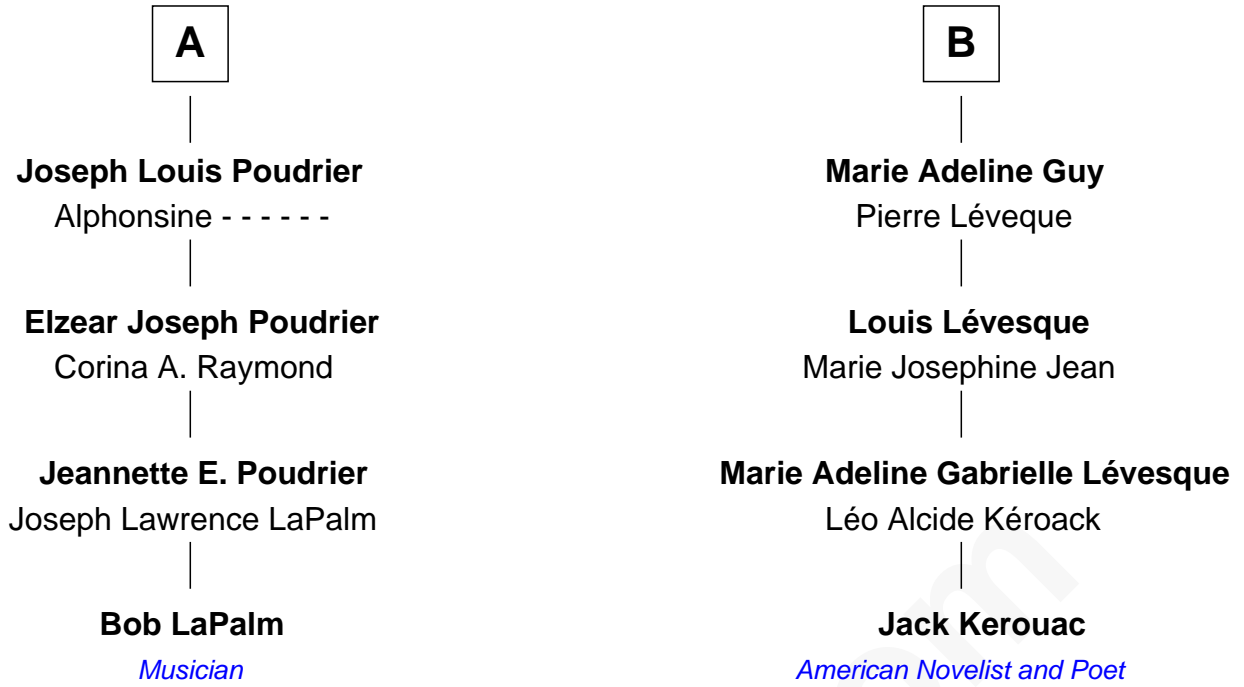 A
Joseph Louis Poudrier
Alphonsine - - - - - -
Elzear Joseph Poudrier
Corina A. Raymond
Jeannette E. Poudrier
Joseph Lawrence LaPalm
Bob LaPalm
Musician
B
Marie Adeline Guy
Pierre Léveque
Louis Lévesque
Marie Josephine Jean
Marie Adeline Gabrielle Lévesque
Léo Alcide Kéroack
Jack Kerouac
American Novelist and Poet